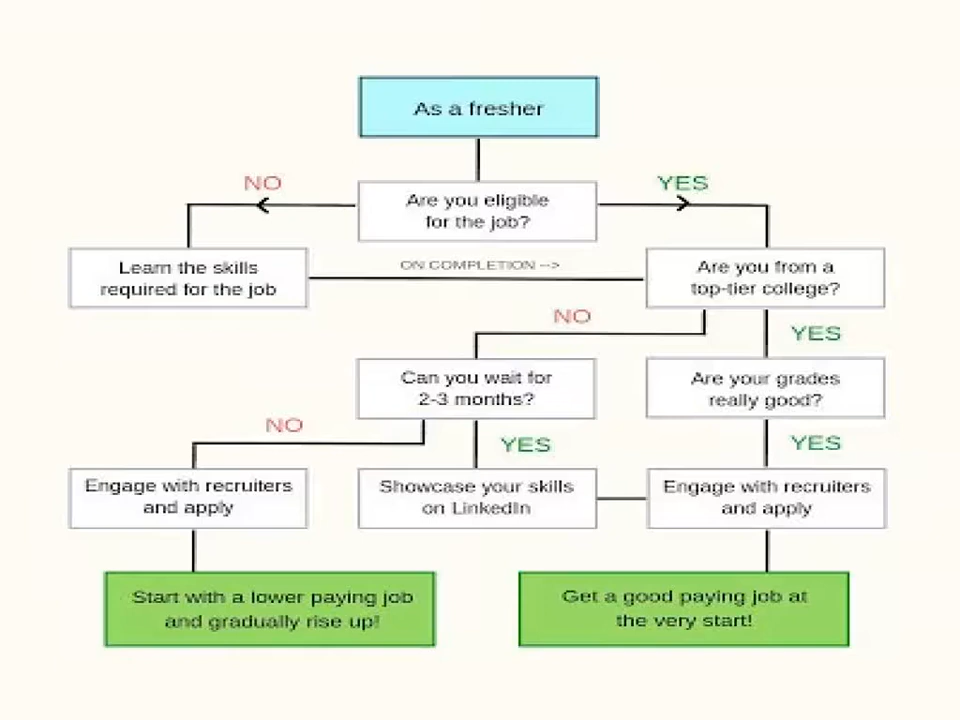 As a fresher
NO
YES
Are you eligible
for the job?
Learn the skills
required for the job
ON COMPLETION -->
Are you from a
top-tier college?
NO
YES
Can you wait for
2-3 months?
Are your grades
really good?
NO
YES
YES
Engage with recruiters
and apply
Showcase your skills
on LinkedIn
Engage with recruiters
and apply
Start with a lower paying job
and gradually rise up!
Get a good paying job at
the very start!